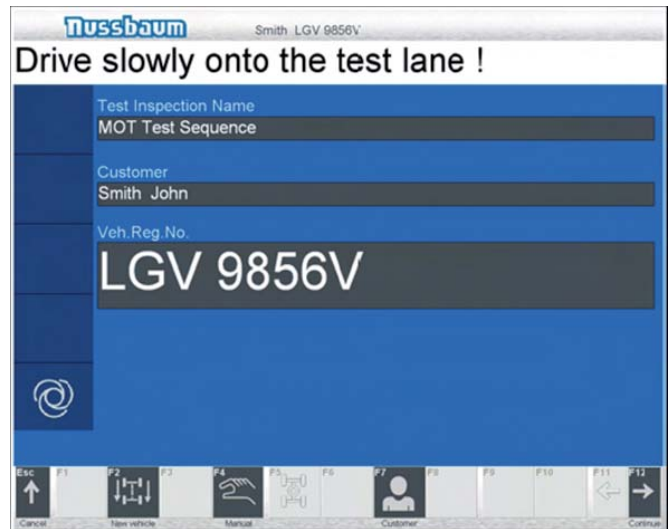 Nussbaum Smith LGV 9856V
Drive slowly onto the test lane !
Test Inspection Name
MOT Test Sequence
Customer
Smith John
Veh.Reg.No.
LGV 9856V
Esc F1 F2 F3 F4 F5 F6 F7 F8 F9 F10 F11 F12
Cancel New vehicle Manual Customer Continue